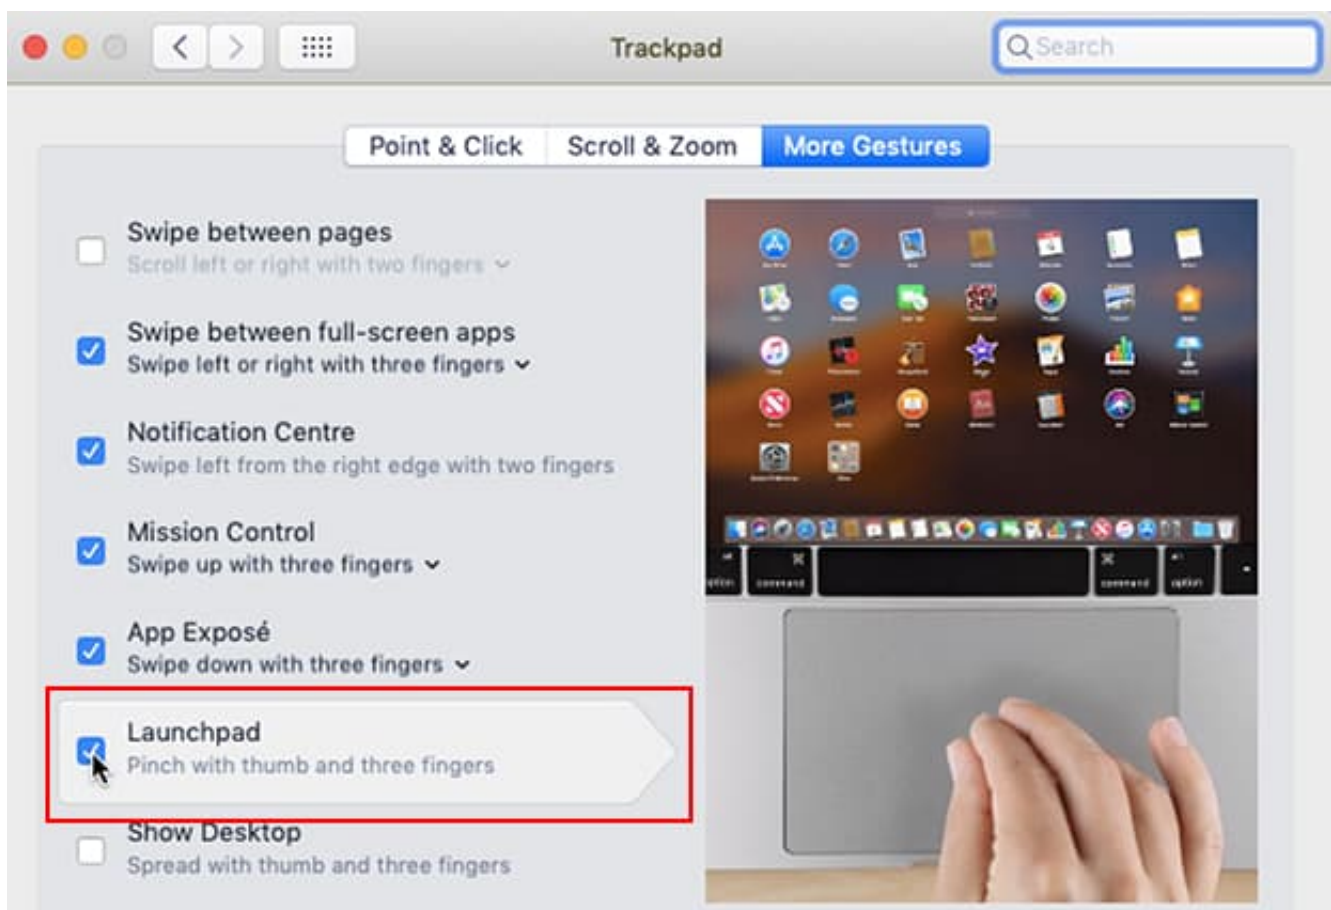 Trackpad
Search
Point & Click
Scroll & Zoom
More Gestures
Swipe between pages
Scroll left or right with two fingers
Swipe between full-screen apps
Swipe left or right with three fingers
Notification Centre
Swipe left from the right edge with two fingers
Mission Control
Swipe up with three fingers
App Exposé
Swipe down with three fingers
Launchpad
Pinch with thumb and three fingers
Show Desktop
Spread with thumb and three fingers
command
command
option